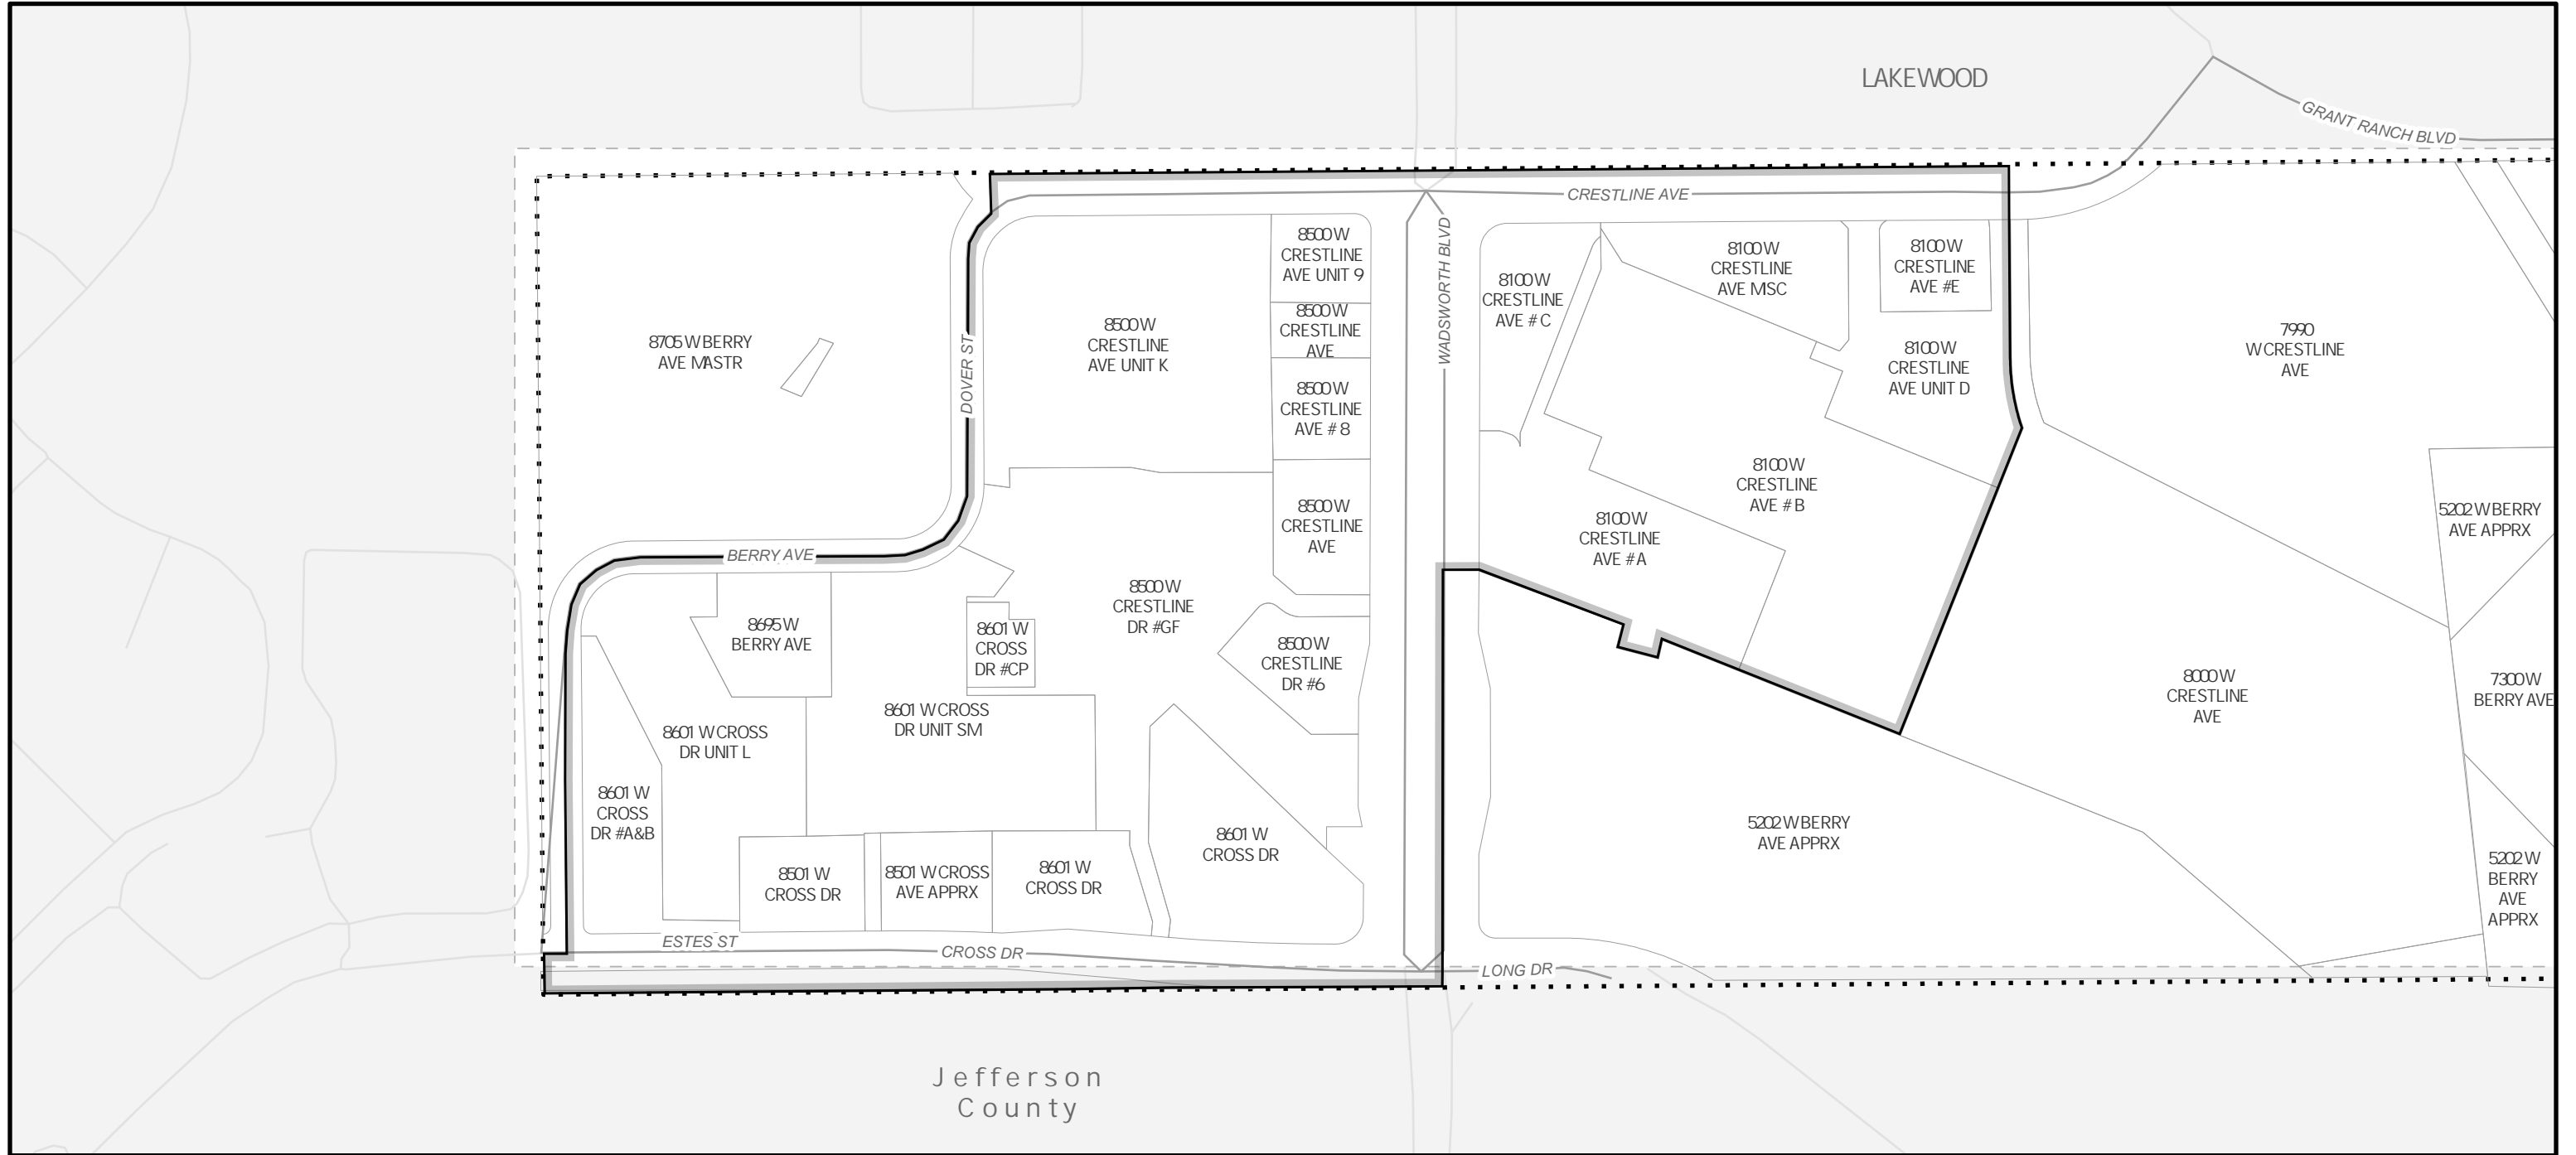 LAKEWOOD
GRANT RANCH BLVD
CRESTLINE AVE
WADSWORTH BLVD
DOVER ST
BERRY AVE
ESTES ST
CROSS DR
LONG DR
8705 W BERRY
AVE MASTR
8500 W
CRESTLINE
AVE UNIT K
8500 W
CRESTLINE
AVE UNIT 9
8500 W
CRESTLINE
AVE
8500 W
CRESTLINE
AVE # 8
8500 W
CRESTLINE
AVE
8100 W
CRESTLINE
AVE # C
8100 W
CRESTLINE
AVE MISC
8100 W
CRESTLINE
AVE #E
8100 W
CRESTLINE
AVE UNIT D
7990
W CRESTLINE
AVE
8100 W
CRESTLINE
AVE # B
8100 W
CRESTLINE
AVE # A
5202 W BERRY
AVE APPRX
8695 W
BERRY AVE
8601 W
CROSS
DR #CP
8500 W
CRESTLINE
DR #GF
8500 W
CRESTLINE
DR #6
8000 W
CRESTLINE
AVE
7300 W
BERRY AVE
8601 W CROSS
DR UNIT L
8601 W CROSS
DR UNIT SM
8601 W
CROSS
DR #A&B
8501 W
CROSS DR
8501 W CROSS
AVE APPRX
8601 W
CROSS DR
8601 W
CROSS DR
5202 W BERRY
AVE APPRX
5202 W
BERRY
AVE
APPRX
Jefferson
County